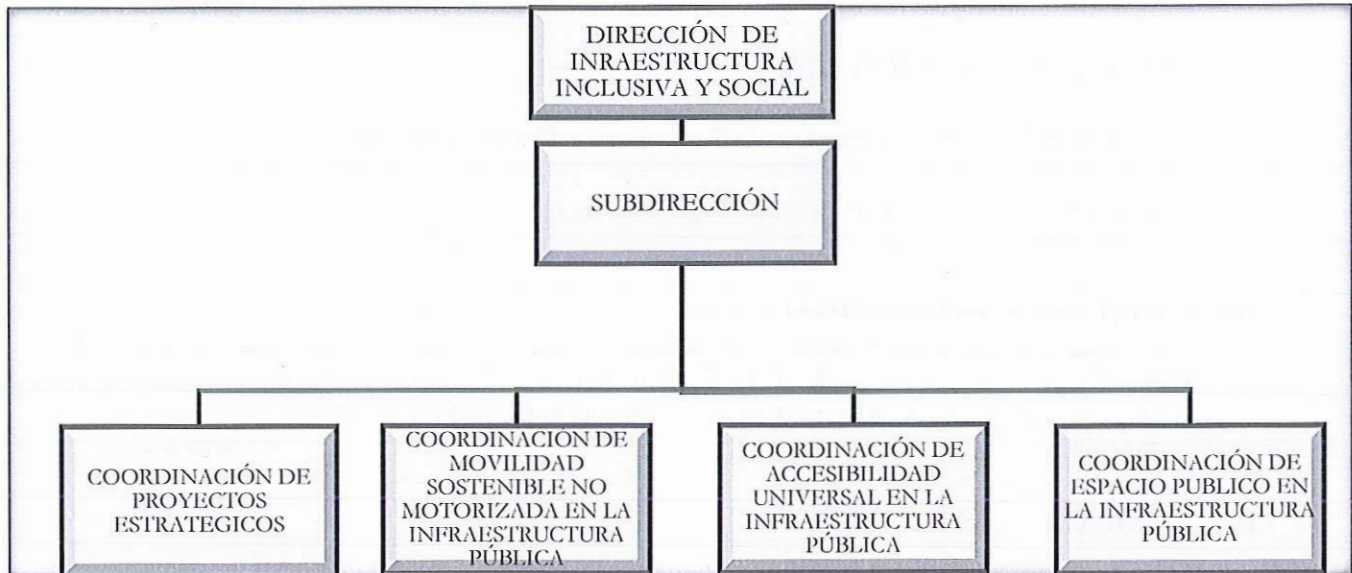 DIRECCIÓN DE
INRAESTRUCTURA
INCLUSIVA Y SOCIAL
SUBDIRECCIÓN
COORDINACIÓN DE
PROYECTOS
ESTRATEGICOS
COORDINACIÓN DE
MOVILIDAD
SOSTENIBLE NO
MOTORIZADA EN LA
INFRAESTRUCTURA
PÚBLICA
COORDINACIÓN DE
ACCESIBILIDAD
UNIVERSAL EN LA
INFRAESTRUCTURA
PÚBLICA
COORDINACIÓN DE
ESPACIO PUBLICO EN
LA INFRAESTRUCTURA
PÚBLICA